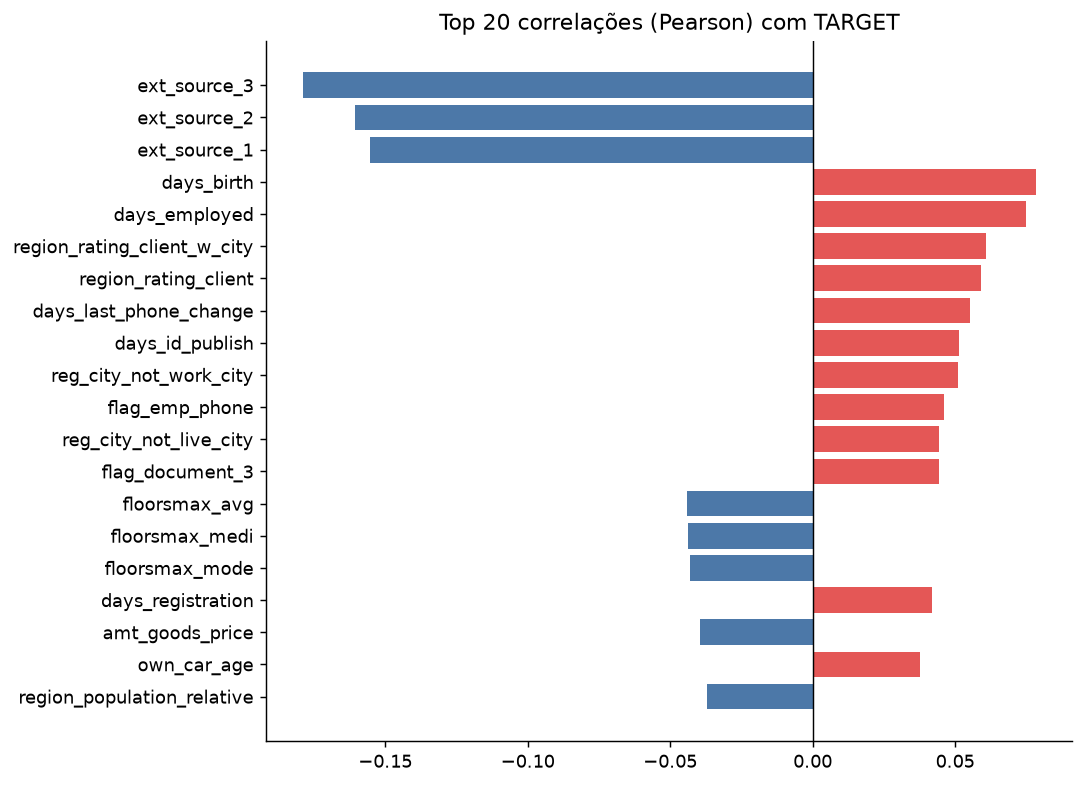 Top 20 correlações (Pearson) com TARGET
ext_source_3
ext_source_2
ext_source_1
days_birth
days_employed
region_rating_client_w_city
region_rating_client
days_last_phone_change
days_id_publish
reg_city_not_work_city
flag_emp_phone
reg_city_not_live_city
flag_document_3
floorsmax_avg
floorsmax_medi
floorsmax_mode
days_registration
amt_goods_price
own_car_age
region_population_relative
−0.15 −0.10 −0.05 0.00 0.05